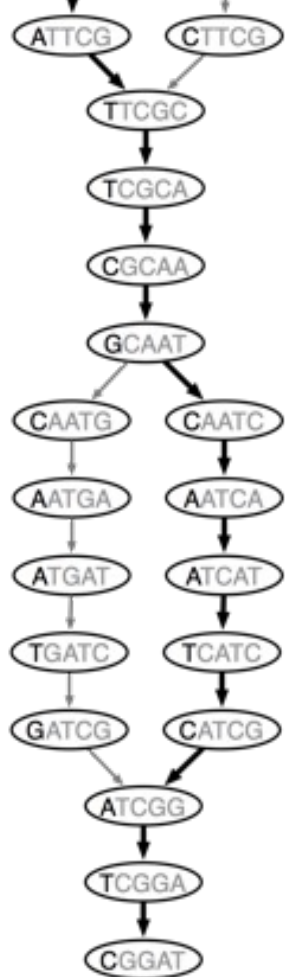 ATTCG CTTCG
TTCGC
TCGCA
CGCAA
GCAAT
CAATG CAATC
AATGA AATCA
ATGAT ATCAT
TGATC TCATC
GATCG CATCG
ATCGG
TCGGA
CGGAT